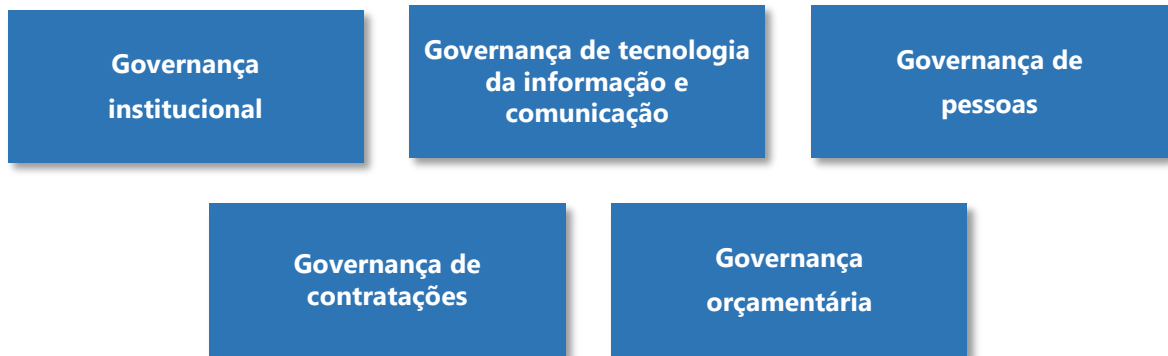 Governança
institucional
Governança de tecnologia
da informação e
comunicação
Governança de
pessoas
Governança de
contratações
Governança
orçamentária